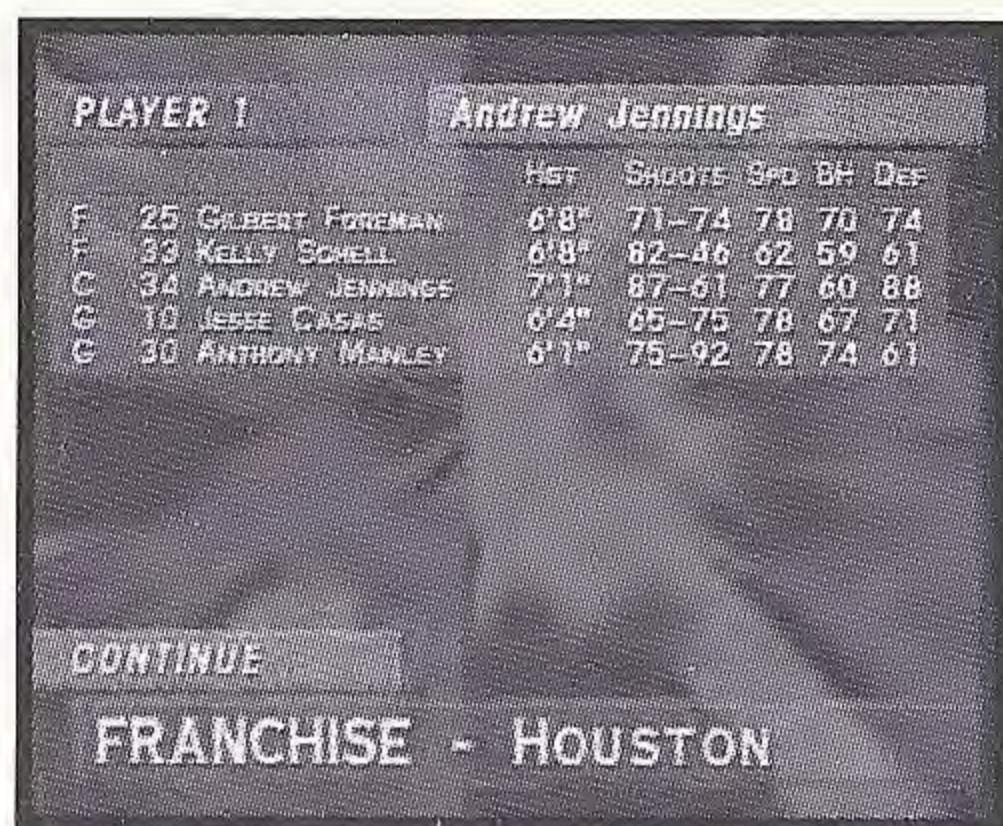 PLAYER 1 Andrew Jennings
HGT SHOOTS SPD BH DEF
F 25 GILBERT FOREMAN 6'8" 71-74 78 70 74
F 33 KELLY 6'8" 82-46 62 59 61
C 34 ANDREW JENNINGS 7'1" 87-61 77 60 88
G 10 JESSE CASAS 6'4" 65-75 78 67 71
G 30 ANTHONY MANLEY 6'1" 75-92 78 74 61
CONTINUE
FRANCHISE - HOUSTON